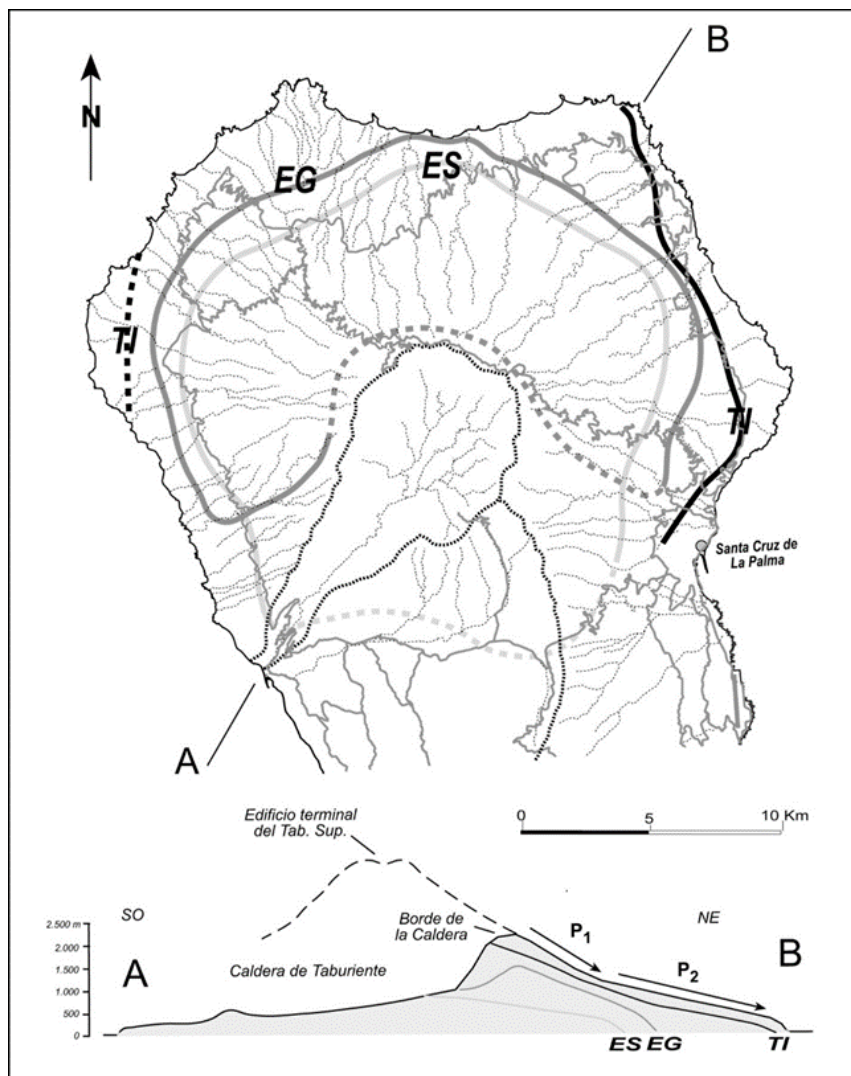 B
N
EG
ES
TI
TI
Santa Cruz de
La Palma
A
Edificio terminal
del Tab. Sup.
0
5
10 Km
SO
Borde de
la Caldera
P1
NE
2.500 m
2.000
1.500
1.000
500
0
A
Caldera de Taburiente
P2
B
ES
EG
TI